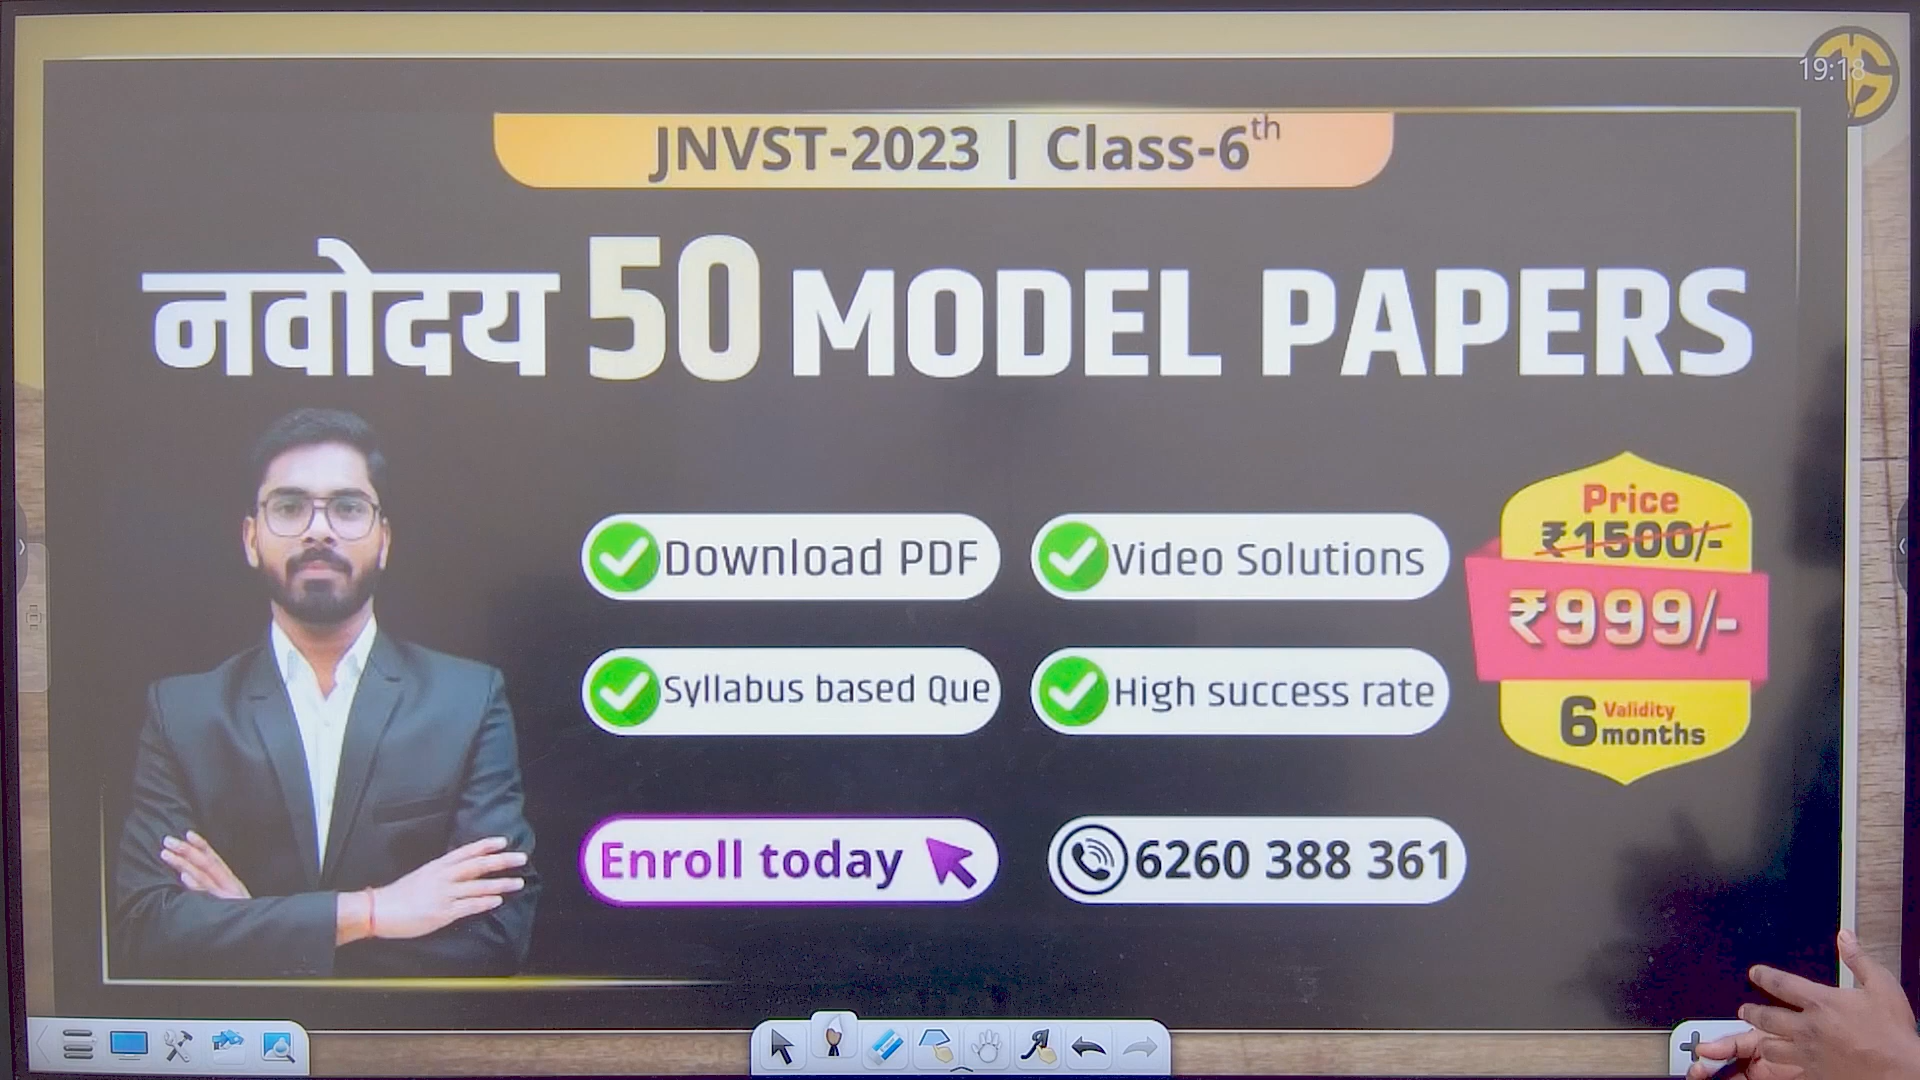 19:18
JNVST-2023 | Class-6th
नवोदय 50 MODEL PAPERS
Download PDF
Video Solutions
Syllabus based Que
High success rate
Price
₹1500/-
₹999/-
6 Validity months
Enroll today
6260 388 361